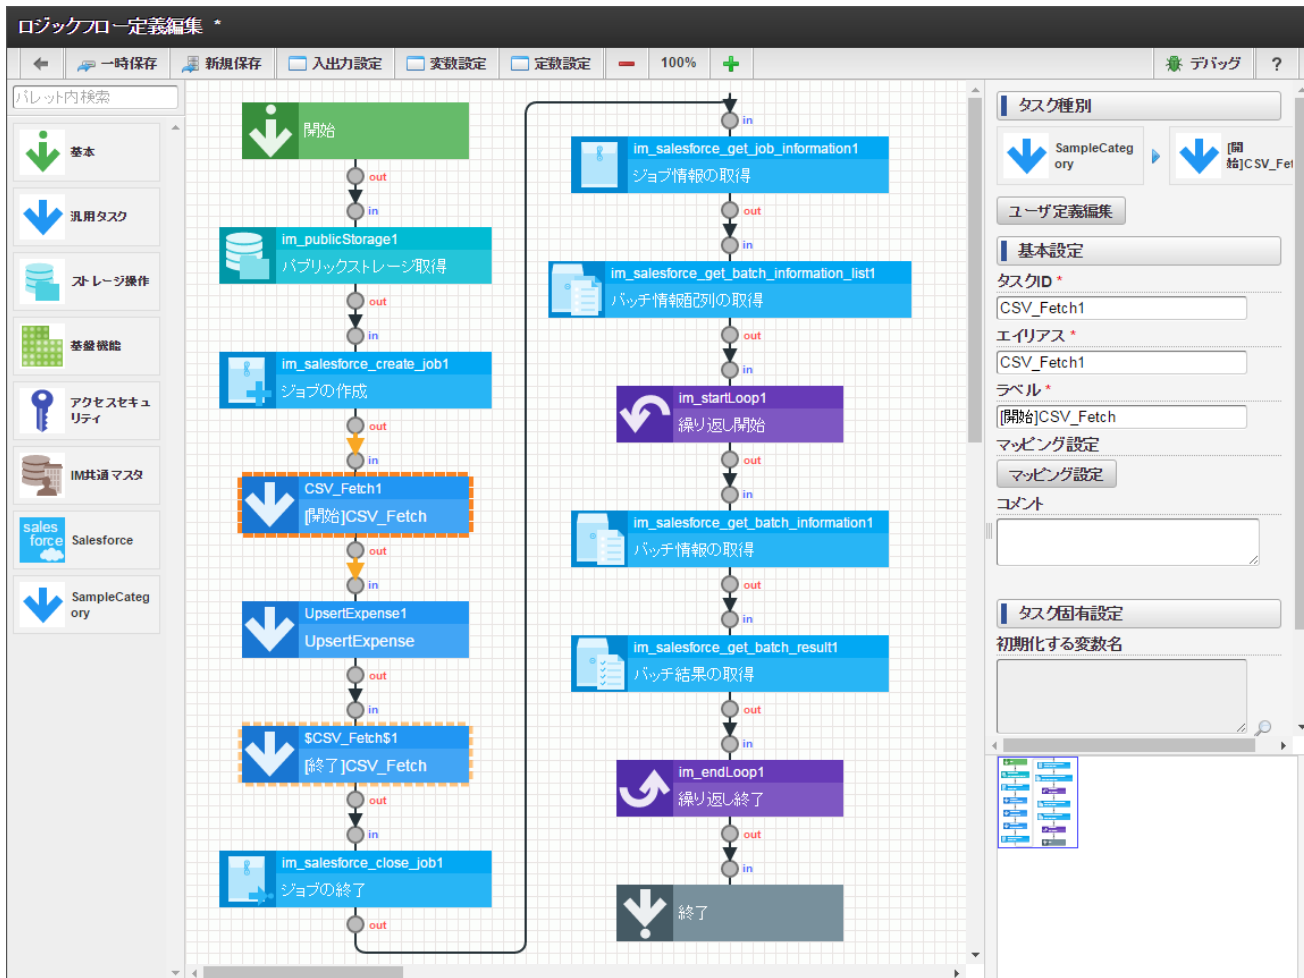 ロジックフロー定義編集 *
一時保存 新規保存 入出力設定 変数設定 定数設定 100% デバッグ ?
パレット内検索
基本
汎用タスク
ストレージ操作
基盤機能
アクセスセキュ
リティ
IM共通マスタ
sales
force
Salesforce
SampleCateg
ory
開始
out
in
im_publicStorage1
パブリックストレージ取得
out
in
im_salesforce_create_job1
ジョブの作成
out
in
CSV_Fetch1
[開始]CSV_Fetch
out
in
UpsertExpense1
UpsertExpense
out
in
$CSV_Fetch$1
[終了]CSV_Fetch
out
in
im_salesforce_close_job1
ジョブの終了
out
in
im_salesforce_get_job_information1
ジョブ情報の取得
out
in
im_salesforce_get_batch_information_list1
バッチ情報配列の取得
out
in
im_startLoop1
繰り返し開始
out
in
im_salesforce_get_batch_information1
バッチ情報の取得
out
in
im_salesforce_get_batch_result1
バッチ結果の取得
out
in
im_endLoop1
繰り返し終了
out
in
終了
タスク種別
SampleCateg
ory
[開
始]CSV_Fet
ユーザ定義編集
基本設定
タスクID *
CSV_Fetch1
エイリアス *
CSV_Fetch1
ラベル *
[開始]CSV_Fetch
マッピング設定
マッピング設定
コメント
タスク固有設定
初期化する変数名